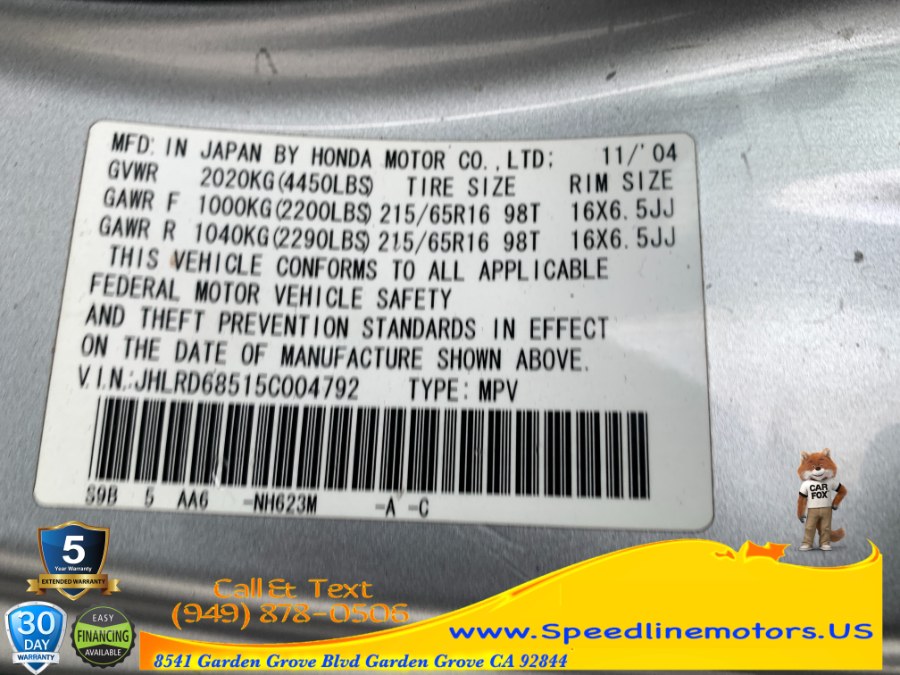 MFD: IN JAPAN BY HONDA MOTOR CO.,LTD; 11/'04
GVWR 2020KG(4450LBS) TIRE SIZE RIM SIZE
GAWR F 1000KG(2200LBS) 215/65R16 98T 16X6.5JJ
GAWR R 1040KG(2290LBS) 215/65R16 98T 16X6.5JJ
THIS VEHICLE CONFORMS TO ALL APPLICABLE
FEDERAL MOTOR VEHICLE SAFETY
AND THEFT PREVENTION STANDARDS IN EFFECT
ON THE DATE OF MANUFACTURE SHOWN ABOVE.
V.I.N.:JHLRD68515C004792 TYPE: MPV
S9B 5 AA6 -NH623M -A -C
CAR
FOX
5
Year Warranty
EXTENDED WARRANTY
30
DAY
WARRANTY
EASY
FINANCING
AVAILABLE
Call Et Text
(949) 878-0506
www.Speedlinemotors.US
8541 Garden Grove Blvd Garden Grove CA 92844